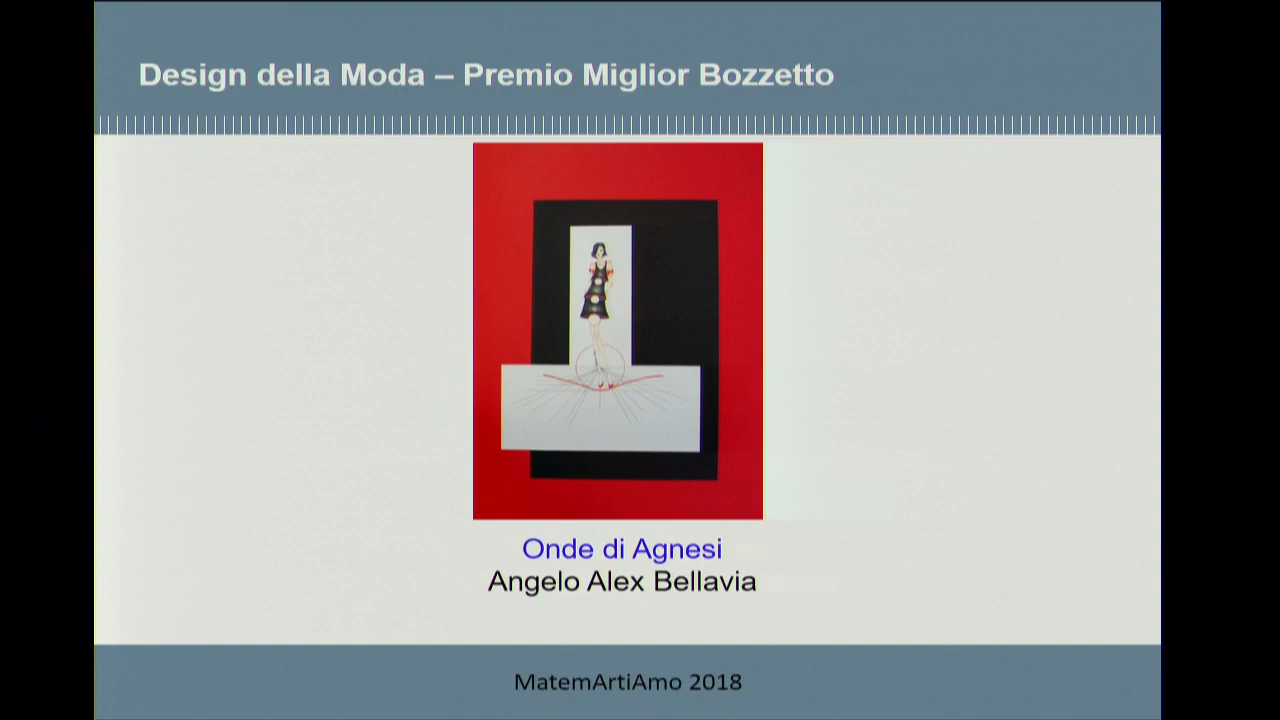 Design della Moda – Premio Miglior Bozzetto
Onde di Agnesi
Angelo Alex Bellavia
MatemArtiAmo 2018